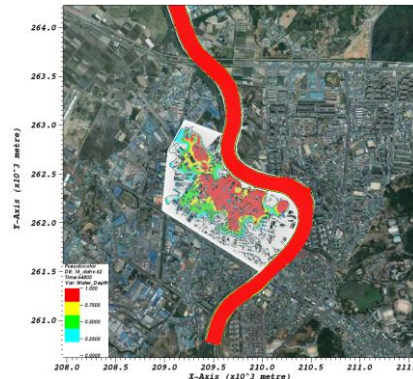 264.0
263.5
263.0
262.5
262.0
261.5
261.0
Y-Axis (x10^3 metre)
Pseudocolor
Var: Water_Depth
1.000
0.7500
0.5000
0.2500
0.0000
208.0 208.5 209.0 209.5 210.0 210.5 211.0
X-Axis (x10^3 metre)